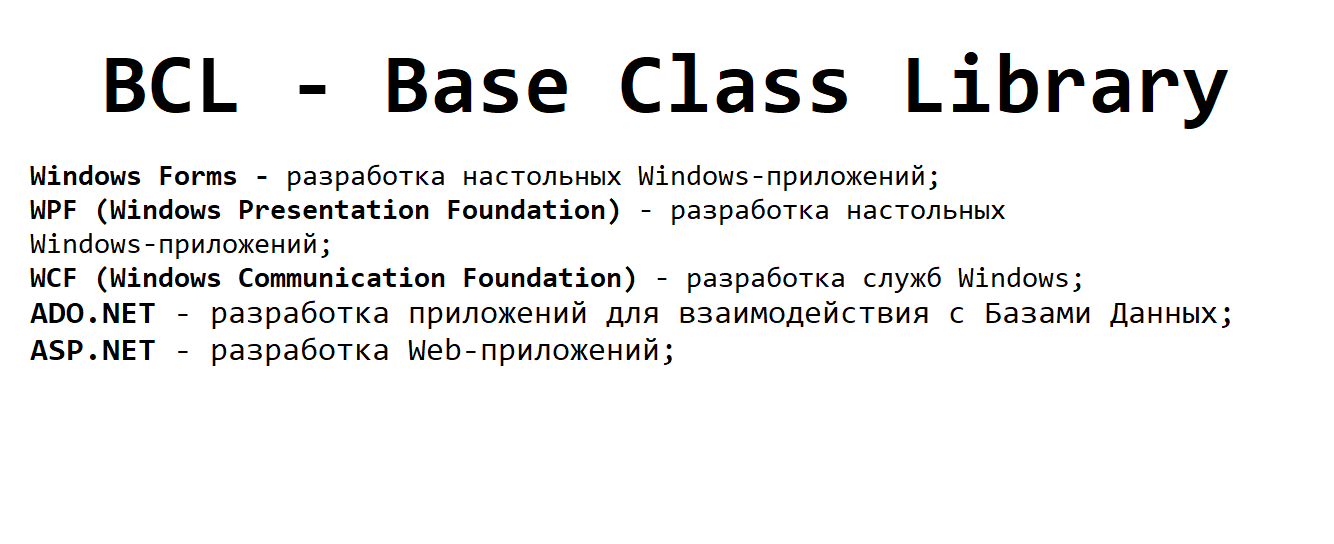 BCL - Base Class Library
Windows Forms - разработка настольных Windows-приложений;
WPF (Windows Presentation Foundation) - разработка настольных
Windows-приложений;
WCF (Windows Communication Foundation) - разработка служб Windows;
ADO.NET - разработка приложений для взаимодействия с Базами Данных;
ASP.NET - разработка Web-приложений;